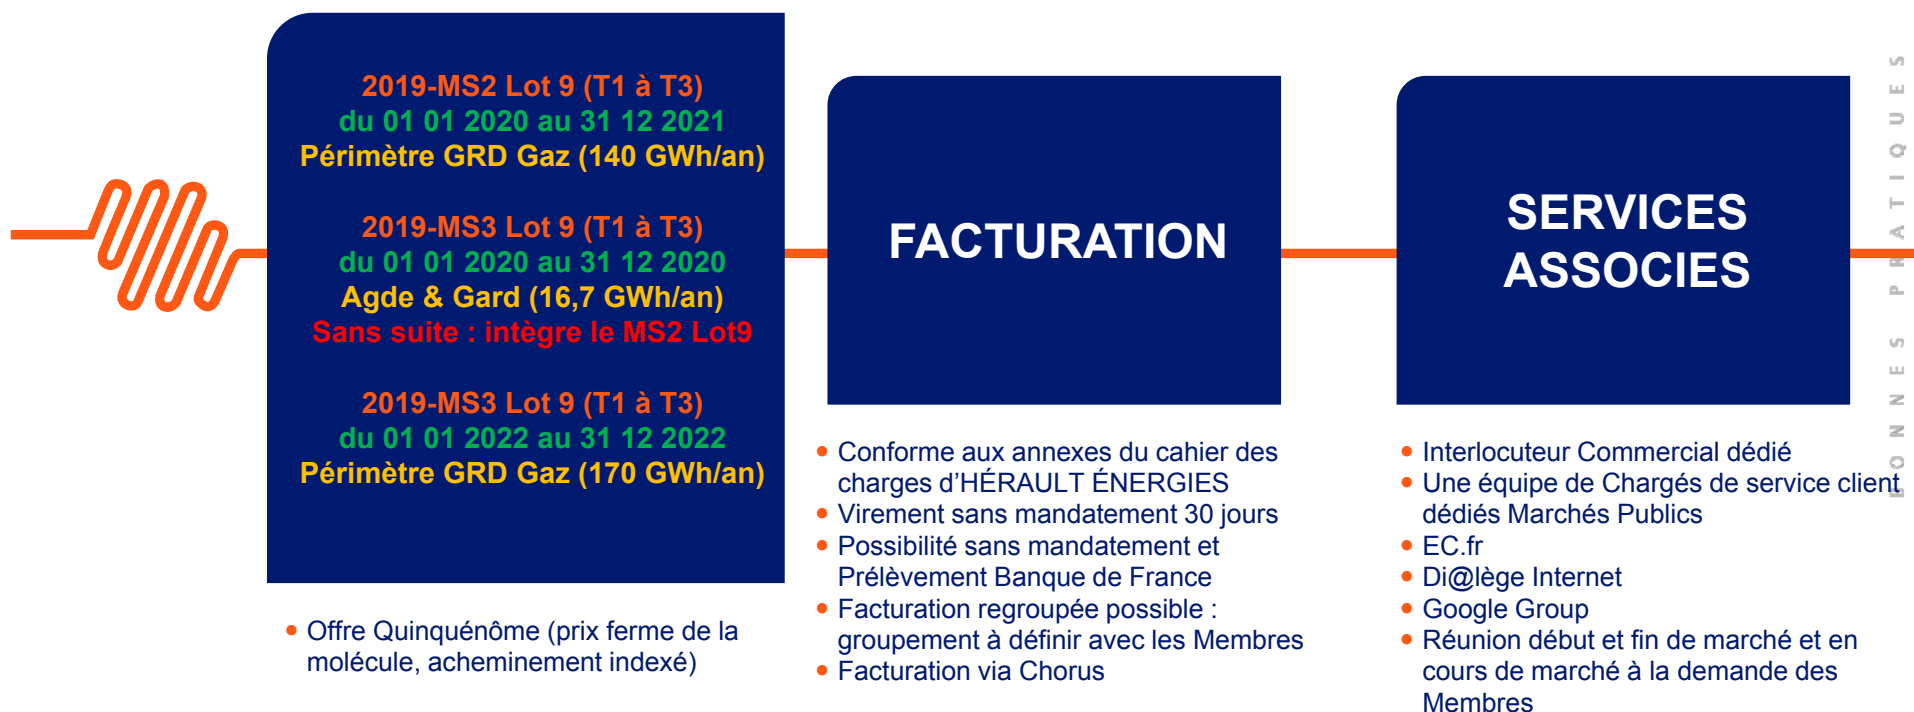 2019-MS2 Lot 9 (T1 à T3)
du 01 01 2020 au 31 12 2021
Périmètre GRD Gaz (140 GWh/an)
2019-MS3 Lot 9 (T1 à T3)
du 01 01 2020 au 31 12 2020
Agde & Gard (16,7 GWh/an)
Sans suite : intègre le MS2 Lot9
2019-MS3 Lot 9 (T1 à T3)
du 01 01 2022 au 31 12 2022
Périmètre GRD Gaz (170 GWh/an)
• Offre Quinquénôme (prix ferme de la
molécule, acheminement indexé)
FACTURATION
• Conforme aux annexes du cahier des
charges d’HÉRAULT ÉNERGIES
• Virement sans mandatement 30 jours
• Possibilité sans mandatement et
Prélèvement Banque de France
• Facturation regroupée possible :
groupement à définir avec les Membres
• Facturation via Chorus
SERVICES
ASSOCIES
• Interlocuteur Commercial dédié
• Une équipe de Chargés de service client
dédiés Marchés Publics
• EC.fr
• Di@lège Internet
• Google Group
• Réunion début et fin de marché et en
cours de marché à la demande des
Membres
BONNES PRATIQUES